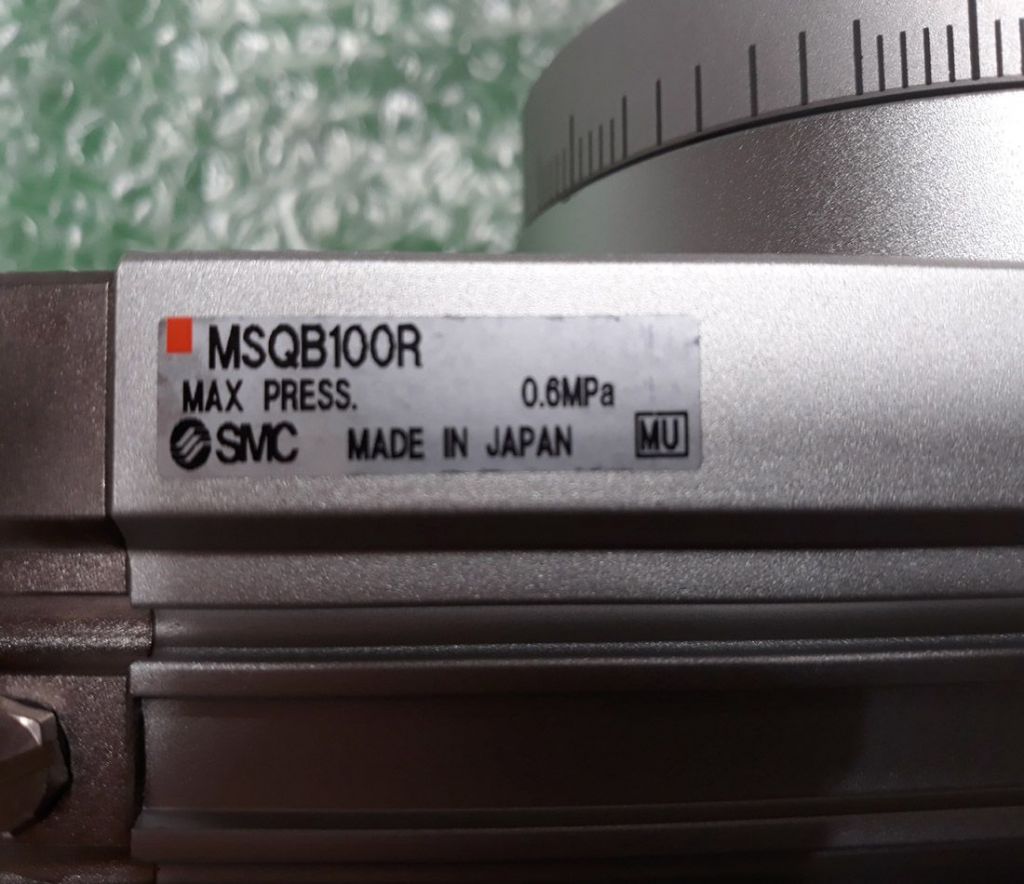 MSQB100R
MAX PRESS. 0.6MPa
SMC MADE IN JAPAN MU